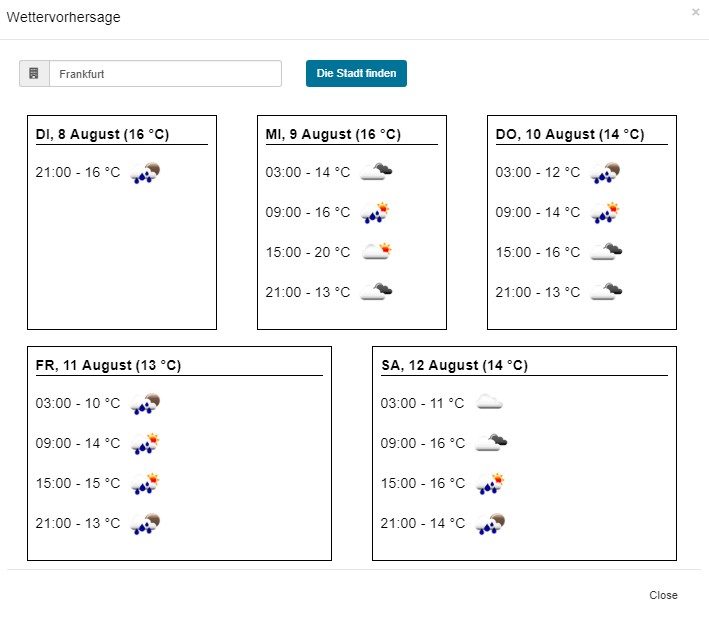 Wettervorhersage
×
Frankfurt
Die Stadt finden
DI, 8 August (16 °C)
21:00 - 16 °C
MI, 9 August (16 °C)
03:00 - 14 °C
09:00 - 16 °C
15:00 - 20 °C
21:00 - 13 °C
DO, 10 August (14 °C)
03:00 - 12 °C
09:00 - 14 °C
15:00 - 16 °C
21:00 - 13 °C
FR, 11 August (13 °C)
03:00 - 10 °C
09:00 - 14 °C
15:00 - 15 °C
21:00 - 13 °C
SA, 12 August (14 °C)
03:00 - 11 °C
09:00 - 16 °C
15:00 - 16 °C
21:00 - 14 °C
Close